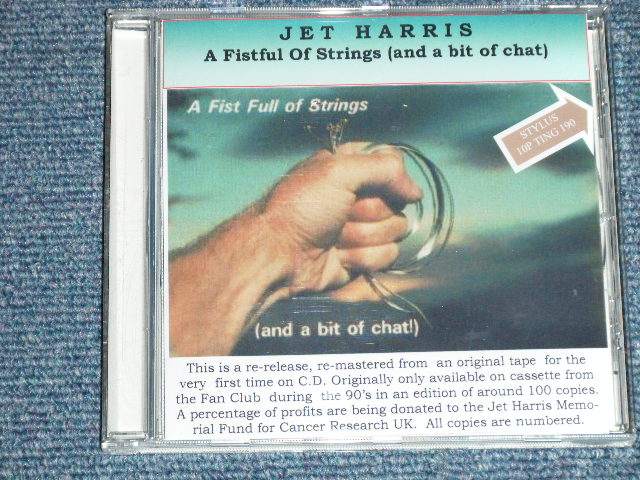 JET HARRIS
A Fistful Of Strings (and a bit of chat)
A Fist Full of Strings
STYLUS
10P TING 190
(and a bit of chat!)
This is a re-release, re-mastered from an original tape for the
very first time on C.D. Originally only available on cassette from
the Fan Club during the 90's in an edition of around 100 copies.
A percentage of profits are being donated to the Jet Harris Memo-
rial Fund for Cancer Research UK. All copies are numbered.